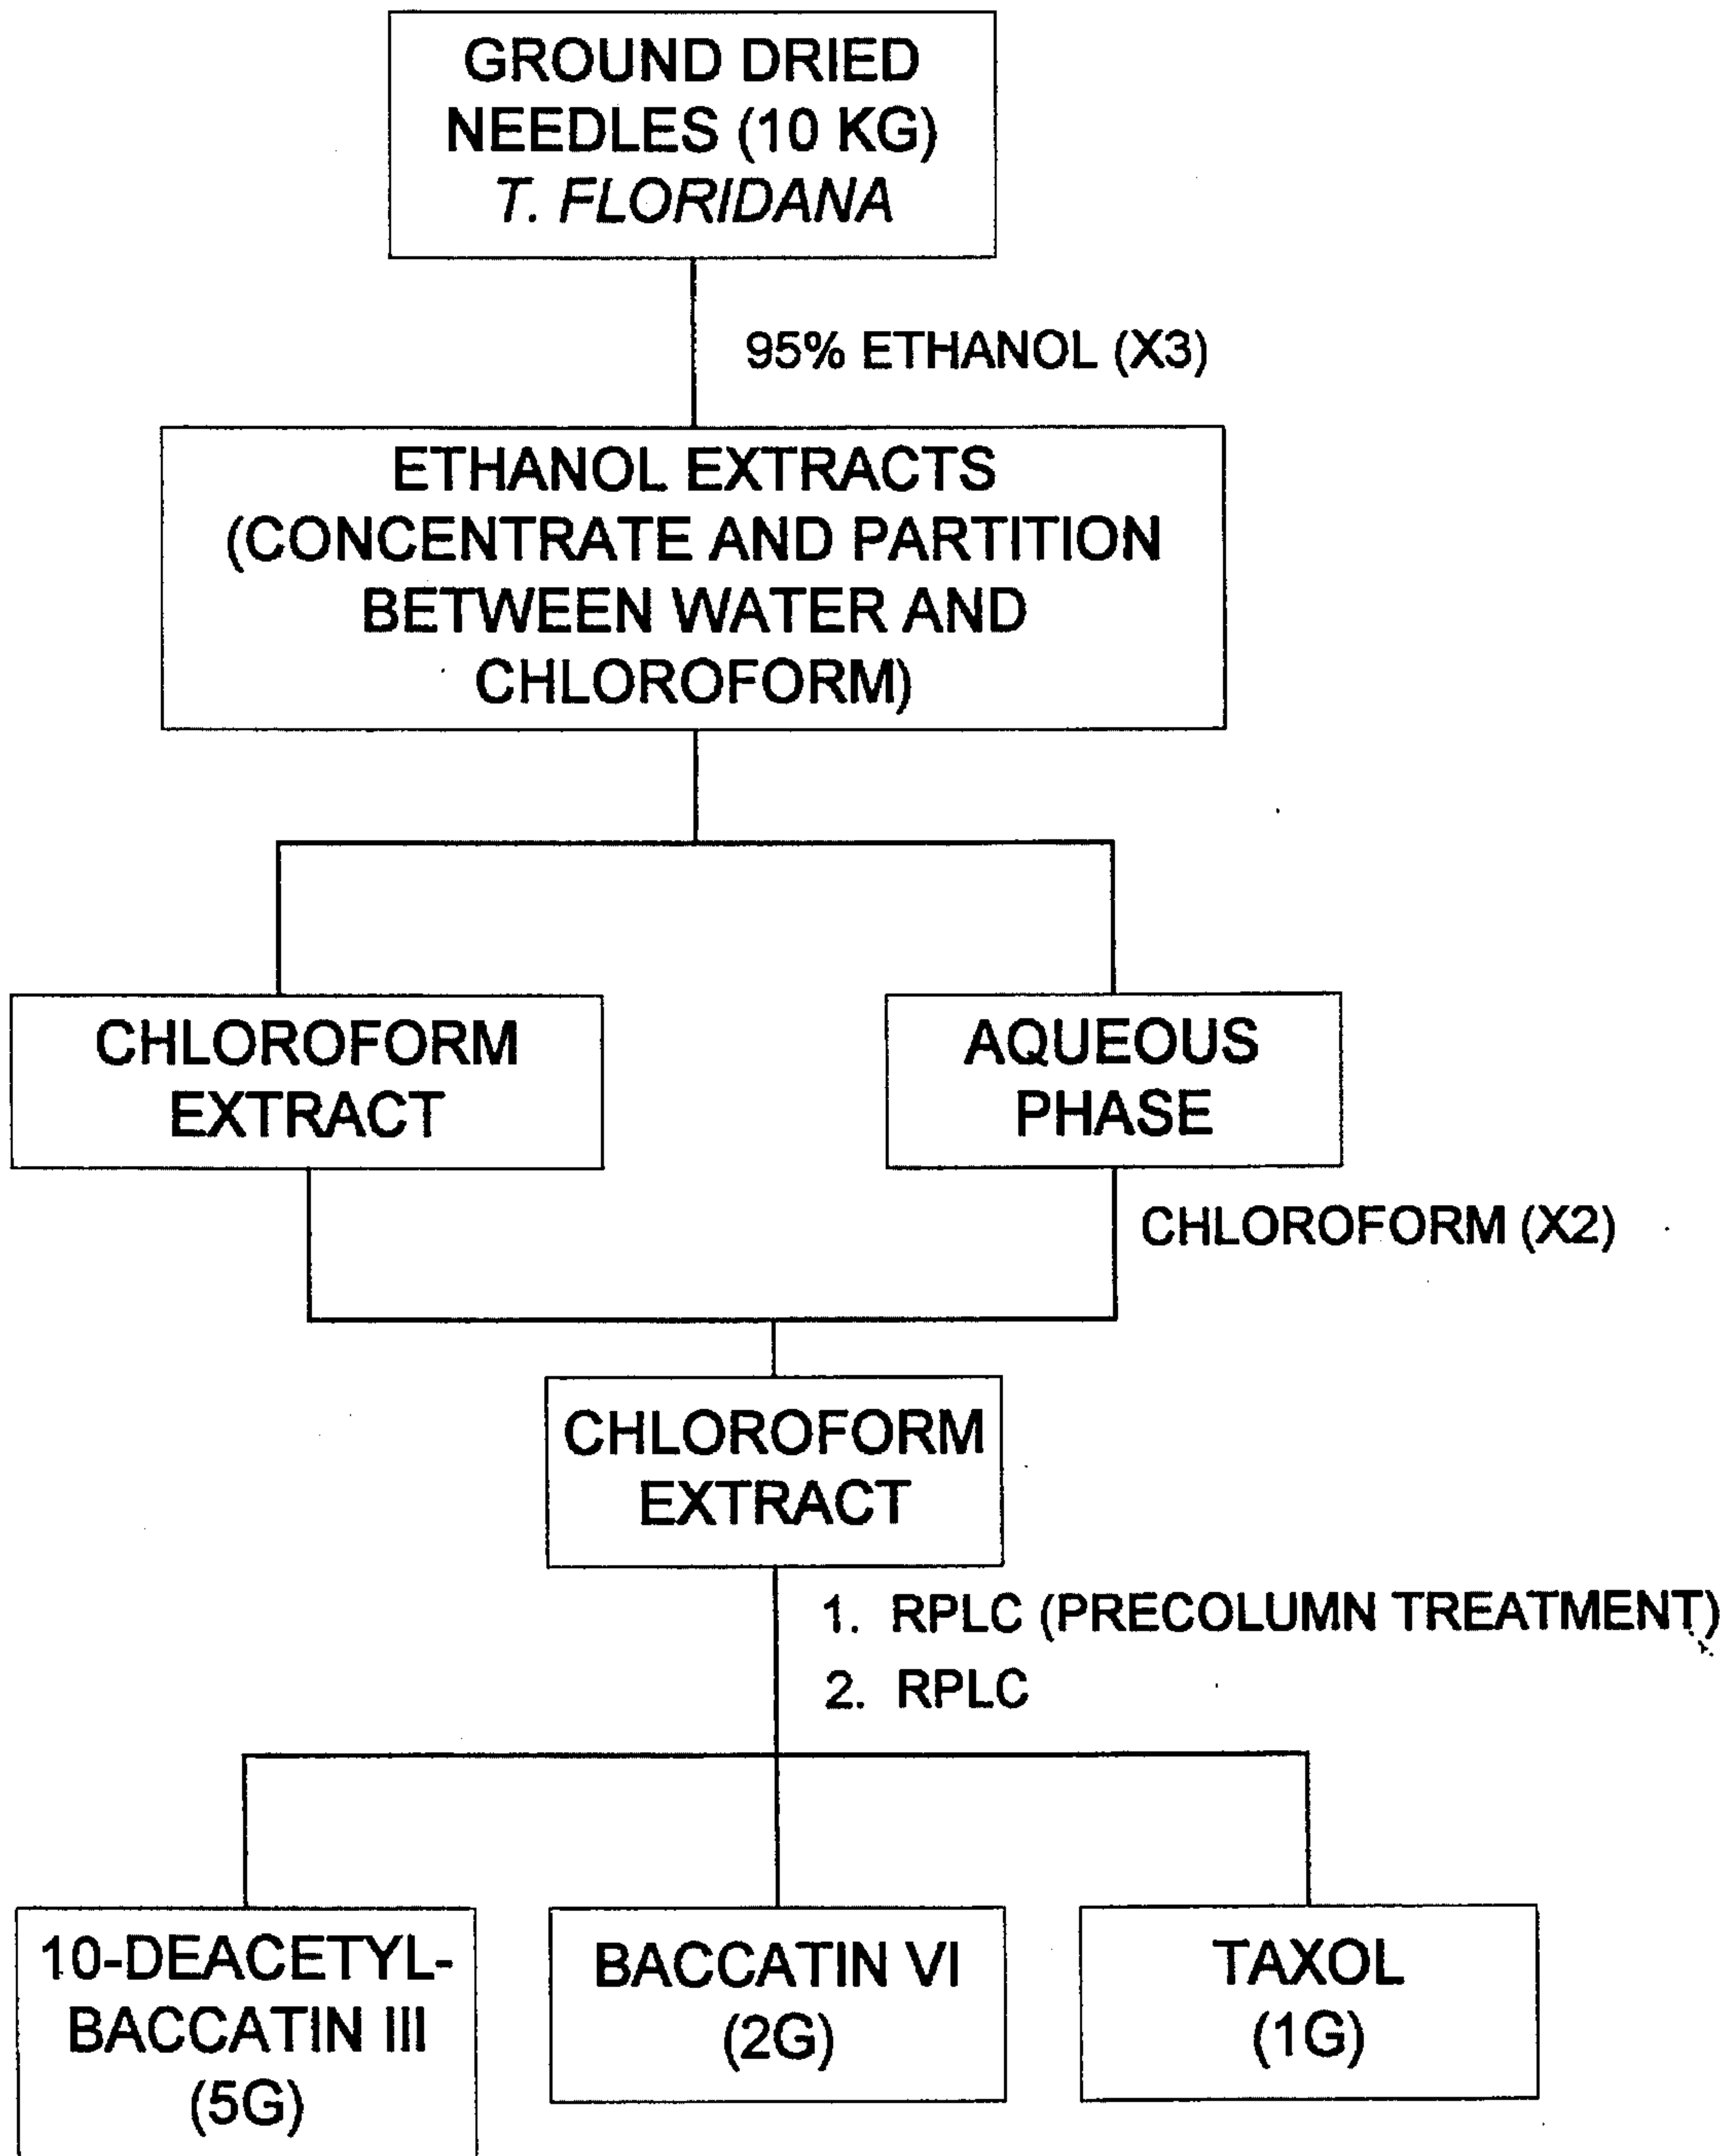 GROUND DRIED
NEEDLES (10 KG)
T. FLORIDANA
95% ETHANOL (X3)
ETHANOL EXTRACTS
(CONCENTRATE AND PARTITION
BETWEEN WATER AND
CHLOROFORM)
CHLOROFORM
EXTRACT
AQUEOUS
PHASE
CHLOROFORM (X2)
CHLOROFORM
EXTRACT
1. RPLC (PRECOLUMN TREATMENT)
2. RPLC
10-DEACETYL-
BACCATIN III
(5G)
BACCATIN VI
(2G)
TAXOL
(1G)